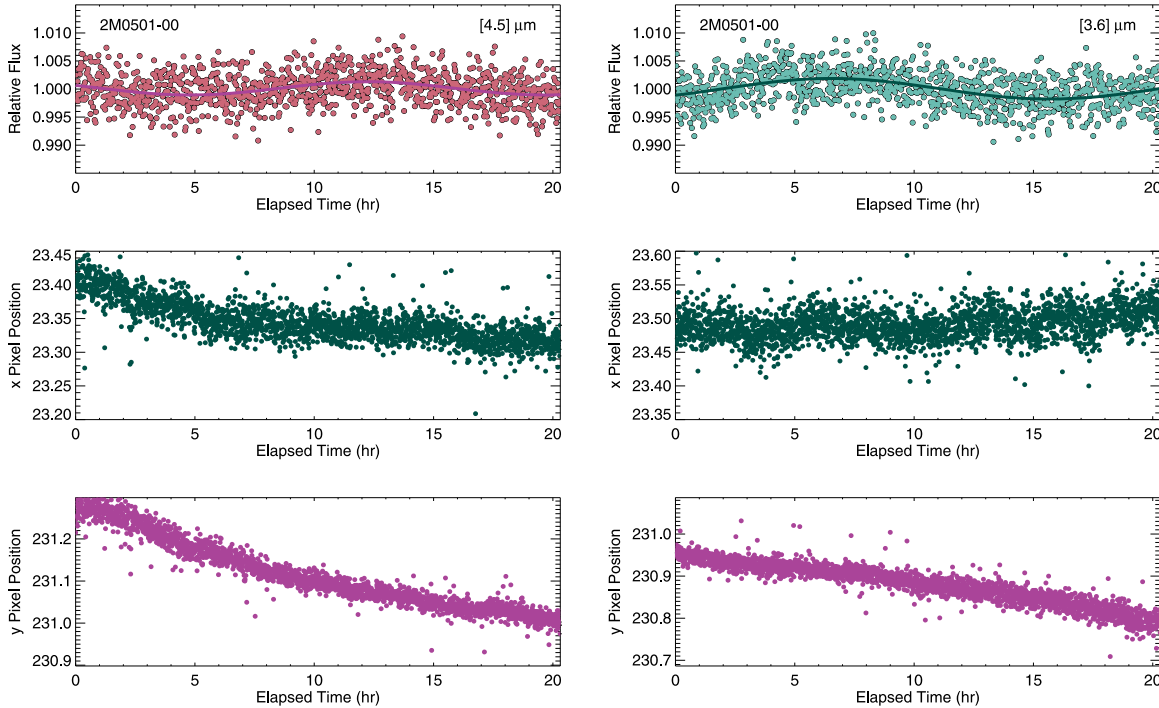 2M0501-00 [4.5] μm
Relative Flux
1.010
1.005
1.000
0.995
0.990
0 5 10 15 20
Elapsed Time (hr)
2M0501-00 [3.6] μm
Relative Flux
1.010
1.005
1.000
0.995
0.990
0 5 10 15 20
Elapsed Time (hr)
x Pixel Position
23.45
23.40
23.35
23.30
23.25
23.20
0 5 10 15 20
Elapsed Time (hr)
x Pixel Position
23.60
23.55
23.50
23.45
23.40
23.35
0 5 10 15 20
Elapsed Time (hr)
y Pixel Position
231.2
231.1
231.0
230.9
0 5 10 15 20
Elapsed Time (hr)
y Pixel Position
231.0
230.9
230.8
230.7
0 5 10 15 20
Elapsed Time (hr)